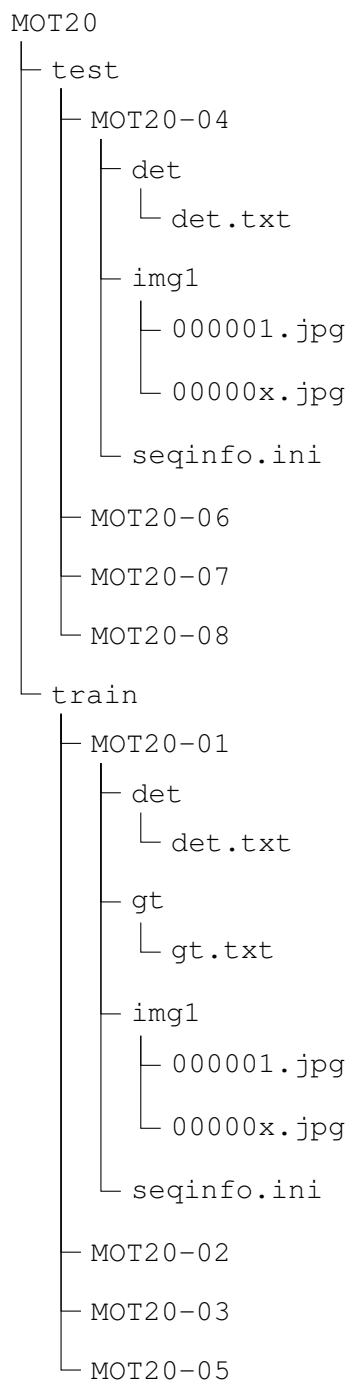 MOT20
test
MOT20-04
det
det.txt
img1
000001.jpg
00000x.jpg
seqinfo.ini
MOT20-06
MOT20-07
MOT20-08
train
MOT20-01
det
det.txt
gt
gt.txt
img1
000001.jpg
00000x.jpg
seqinfo.ini
MOT20-02
MOT20-03
MOT20-05